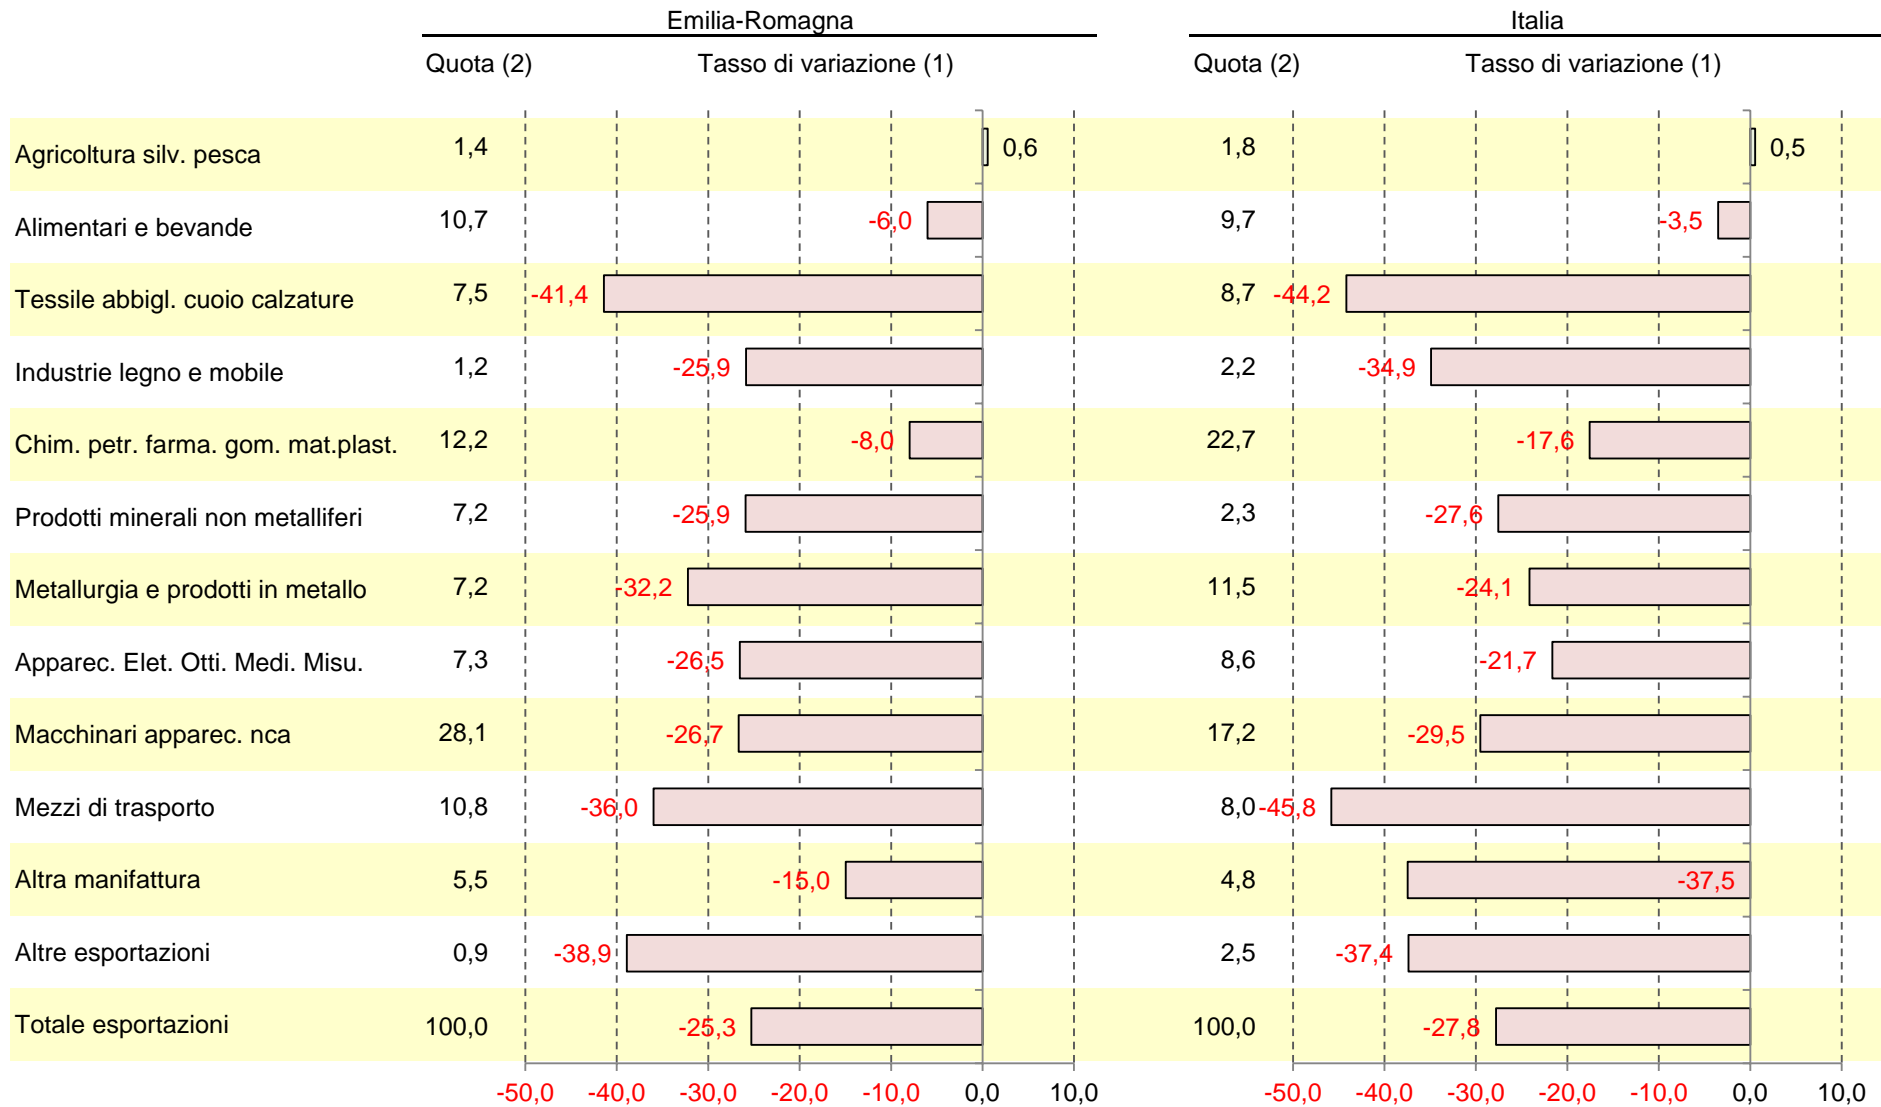 Emilia-Romagna Italia
Quota (2) Tasso di variazione (1) Quota (2) Tasso di variazione (1)
Agricoltura silv. pesca 1,4 0,6 1,8 0,5
Alimentari e bevande 10,7 -6,0 9,7 -3,5
Tessile abbigl. cuoio calzature 7,5 -41,4 8,7 -44,2
Industrie legno e mobile 1,2 -25,9 2,2 -34,9
Chim. petr. farma. gom. mat.plast. 12,2 -8,0 22,7 -17,6
Prodotti minerali non metalliferi 7,2 -25,9 2,3 -27,6
Metallurgia e prodotti in metallo 7,2 -32,2 11,5 -24,1
Apparec. Elet. Otti. Medi. Misu. 7,3 -26,5 8,6 -21,7
Macchinari apparec. nca 28,1 -26,7 17,2 -29,5
Mezzi di trasporto 10,8 -36,0 8,0 -45,8
Altra manifattura 5,5 -15,0 4,8 -37,5
Altre esportazioni 0,9 -38,9 2,5 -37,4
Totale esportazioni 100,0 -25,3 100,0 -27,8
-50,0 -40,0 -30,0 -20,0 -10,0 0,0 10,0 -50,0 -40,0 -30,0 -20,0 -10,0 0,0 10,0